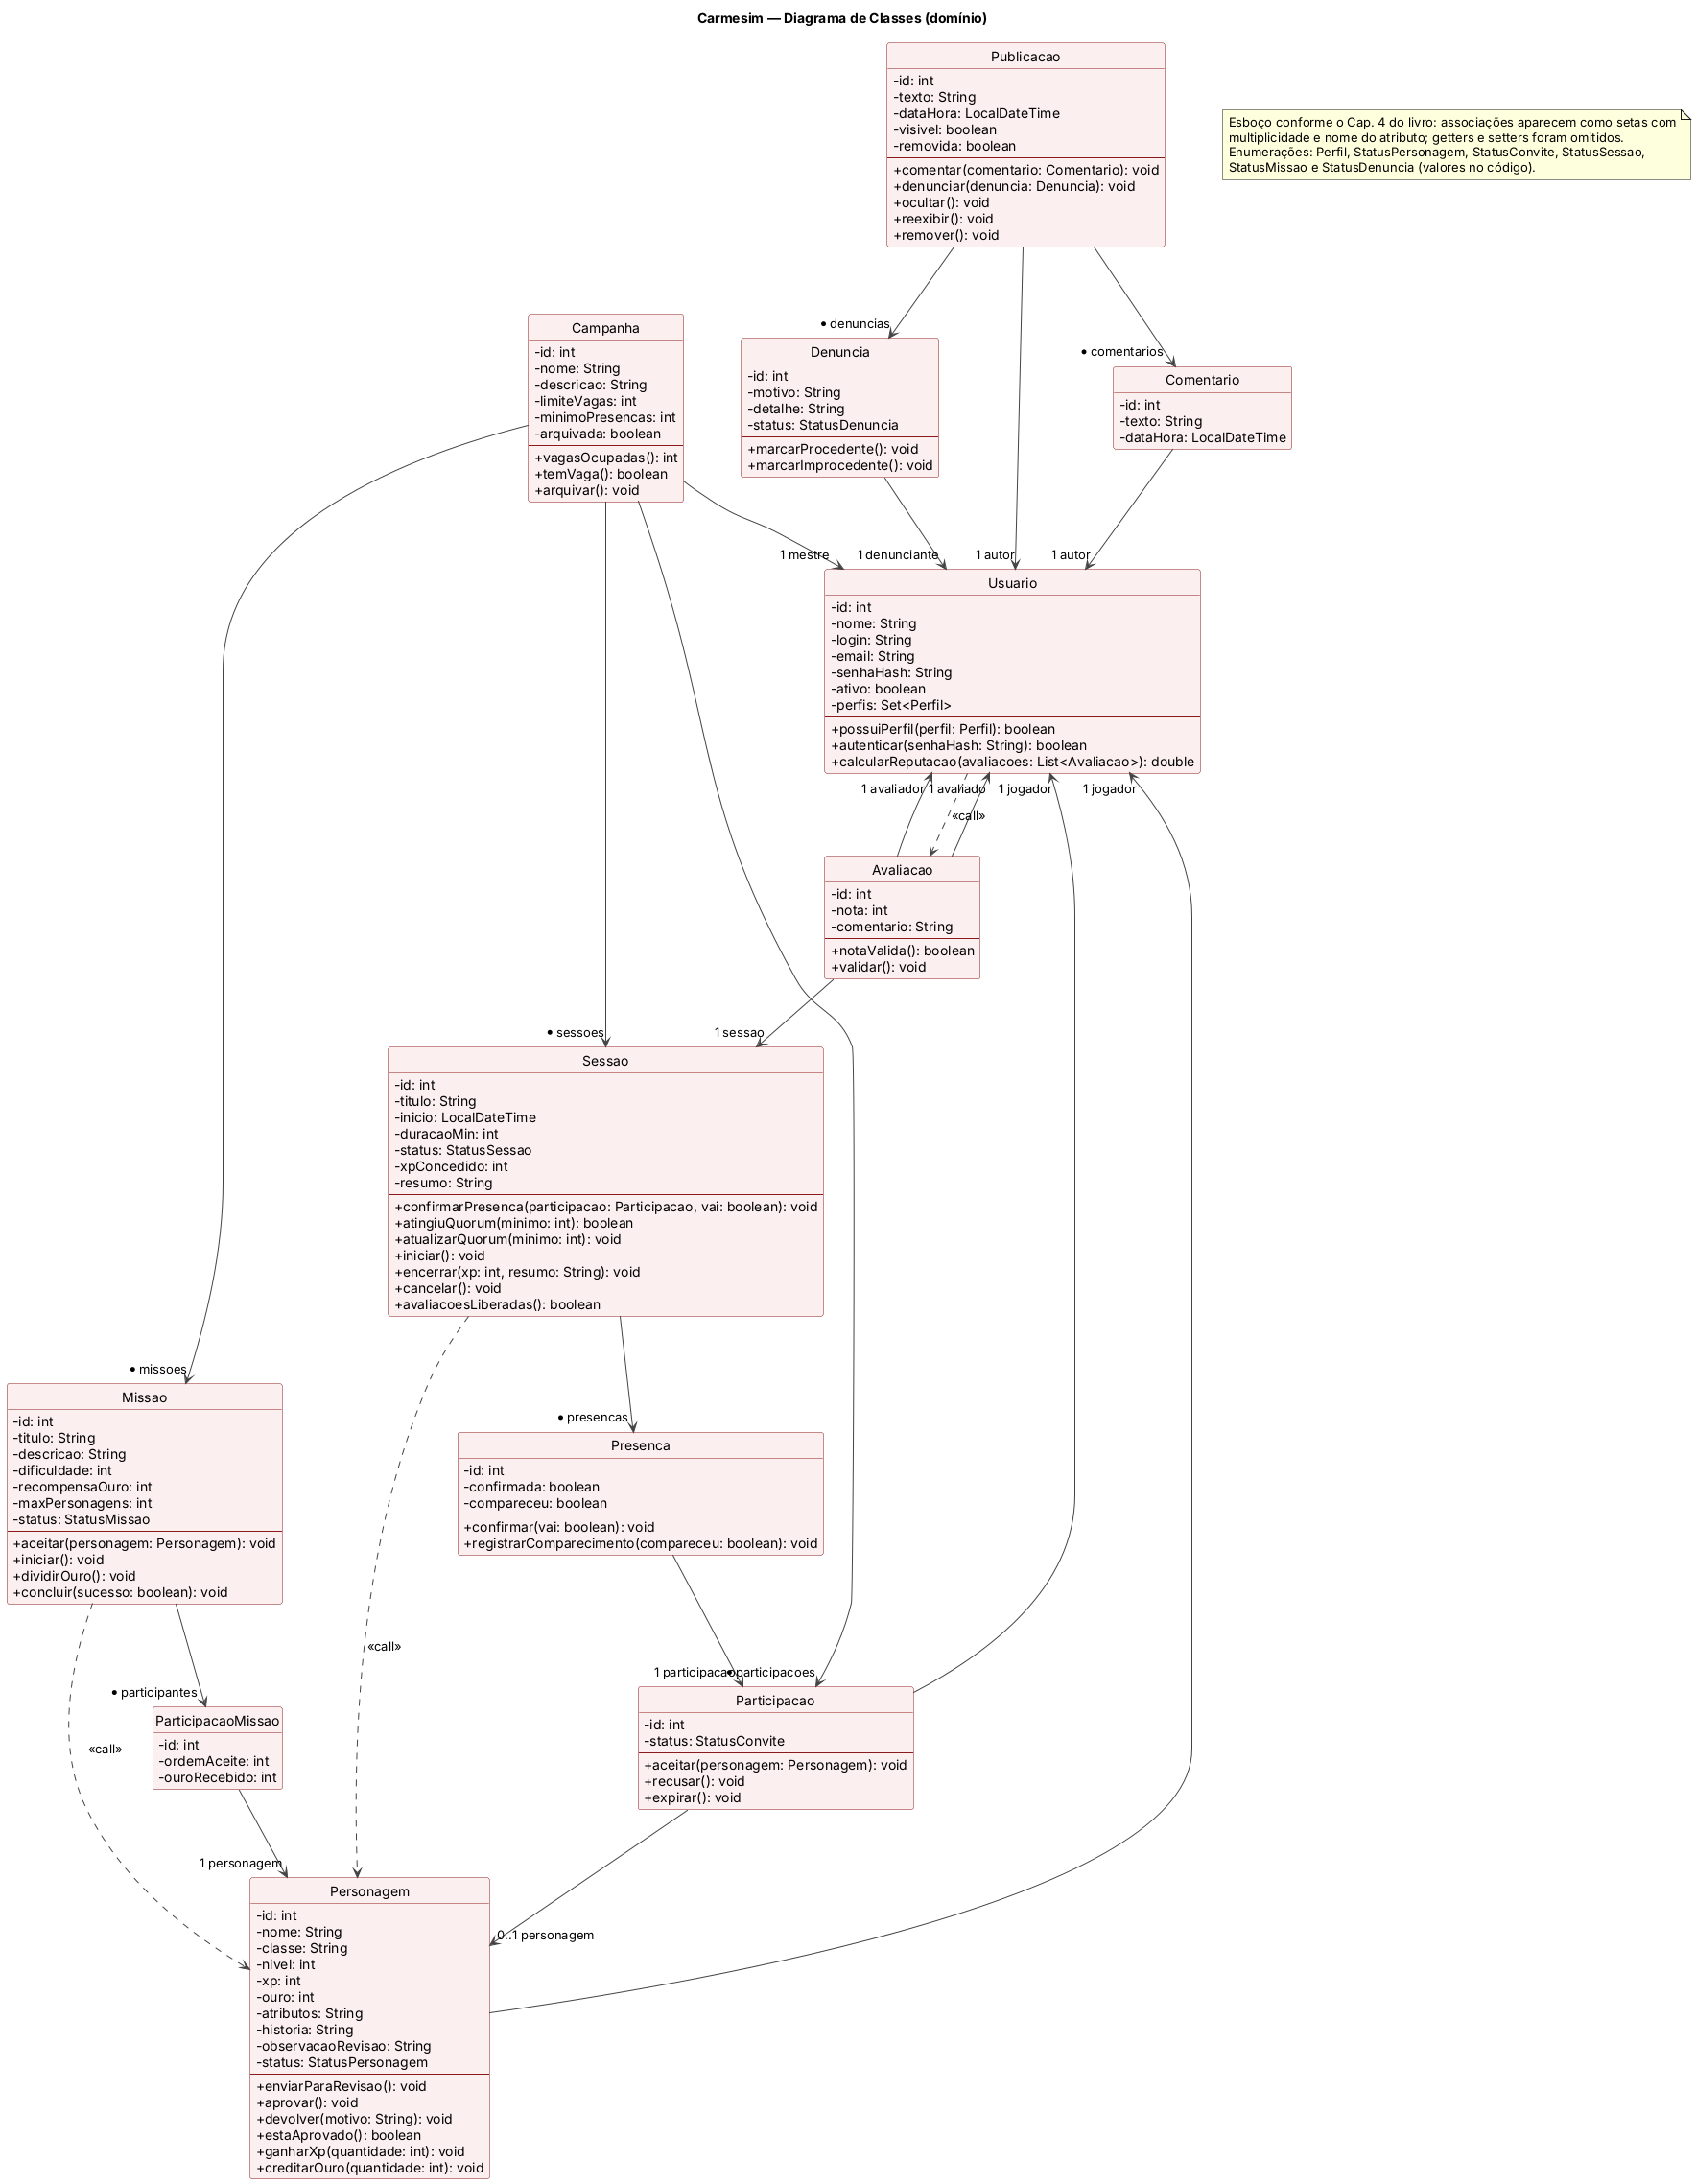 Carmesim — Diagrama de Classes (domínio)
Publicacao
-id: int
-texto: String
-dataHora: LocalDateTime
-visivel: boolean
-removida: boolean
+comentar(comentario: Comentario): void
+denunciar(denuncia: Denuncia): void
+ocultar(): void
+reexibir(): void
+remover(): void
Esboço conforme o Cap. 4 do livro: associações aparecem como setas com
multiplicidade e nome do atributo; getters e setters foram omitidos.
Enumerações: Perfil, StatusPersonagem, StatusConvite, StatusSessao,
StatusMissao e StatusDenuncia (valores no código).
Campanha
-id: int
-nome: String
-descricao: String
-limiteVagas: int
-minimoPresencas: int
-arquivada: boolean
+vagasOcupadas(): int
+temVaga(): boolean
+arquivar(): void
* denuncias
Denuncia
-id: int
-motivo: String
-detalhe: String
-status: StatusDenuncia
+marcarProcedente(): void
+marcarImprocedente(): void
* comentarios
Comentario
-id: int
-texto: String
-dataHora: LocalDateTime
1 mestre
1 denunciante
1 autor
1 autor
Usuario
-id: int
-nome: String
-login: String
-email: String
-senhaHash: String
-ativo: boolean
-perfis: Set<Perfil>
+possuiPerfil(perfil: Perfil): boolean
+autenticar(senhaHash: String): boolean
+calcularReputacao(avaliacoes: List<Avaliacao>): double
1 avaliador
1 avaliado
1 jogador
1 jogador
«call»
Avaliacao
-id: int
-nota: int
-comentario: String
+notaValida(): boolean
+validar(): void
* sessoes
1 sessao
Sessao
-id: int
-titulo: String
-inicio: LocalDateTime
-duracaoMin: int
-status: StatusSessao
-xpConcedido: int
-resumo: String
+confirmarPresenca(participacao: Participacao, vai: boolean): void
+atingiuQuorum(minimo: int): boolean
+atualizarQuorum(minimo: int): void
+iniciar(): void
+encerrar(xp: int, resumo: String): void
+cancelar(): void
+avaliacoesLiberadas(): boolean
* missoes
Missao
-id: int
-titulo: String
-descricao: String
-dificuldade: int
-recompensaOuro: int
-maxPersonagens: int
-status: StatusMissao
+aceitar(personagem: Personagem): void
+iniciar(): void
+dividirOuro(): void
+concluir(sucesso: boolean): void
* presencas
Presenca
-id: int
-confirmada: boolean
-compareceu: boolean
+confirmar(vai: boolean): void
+registrarComparecimento(compareceu: boolean): void
«call»
«call»
* participantes
ParticipacaoMissao
-id: int
-ordemAceite: int
-ouroRecebido: int
1 participacao
* participacoes
Participacao
-id: int
-status: StatusConvite
+aceitar(personagem: Personagem): void
+recusar(): void
+expirar(): void
1 personagem
0..1 personagem
Personagem
-id: int
-nome: String
-classe: String
-nivel: int
-xp: int
-ouro: int
-atributos: String
-historia: String
-observacaoRevisao: String
-status: StatusPersonagem
+enviarParaRevisao(): void
+aprovar(): void
+devolver(motivo: String): void
+estaAprovado(): boolean
+ganharXp(quantidade: int): void
+creditarOuro(quantidade: int): void